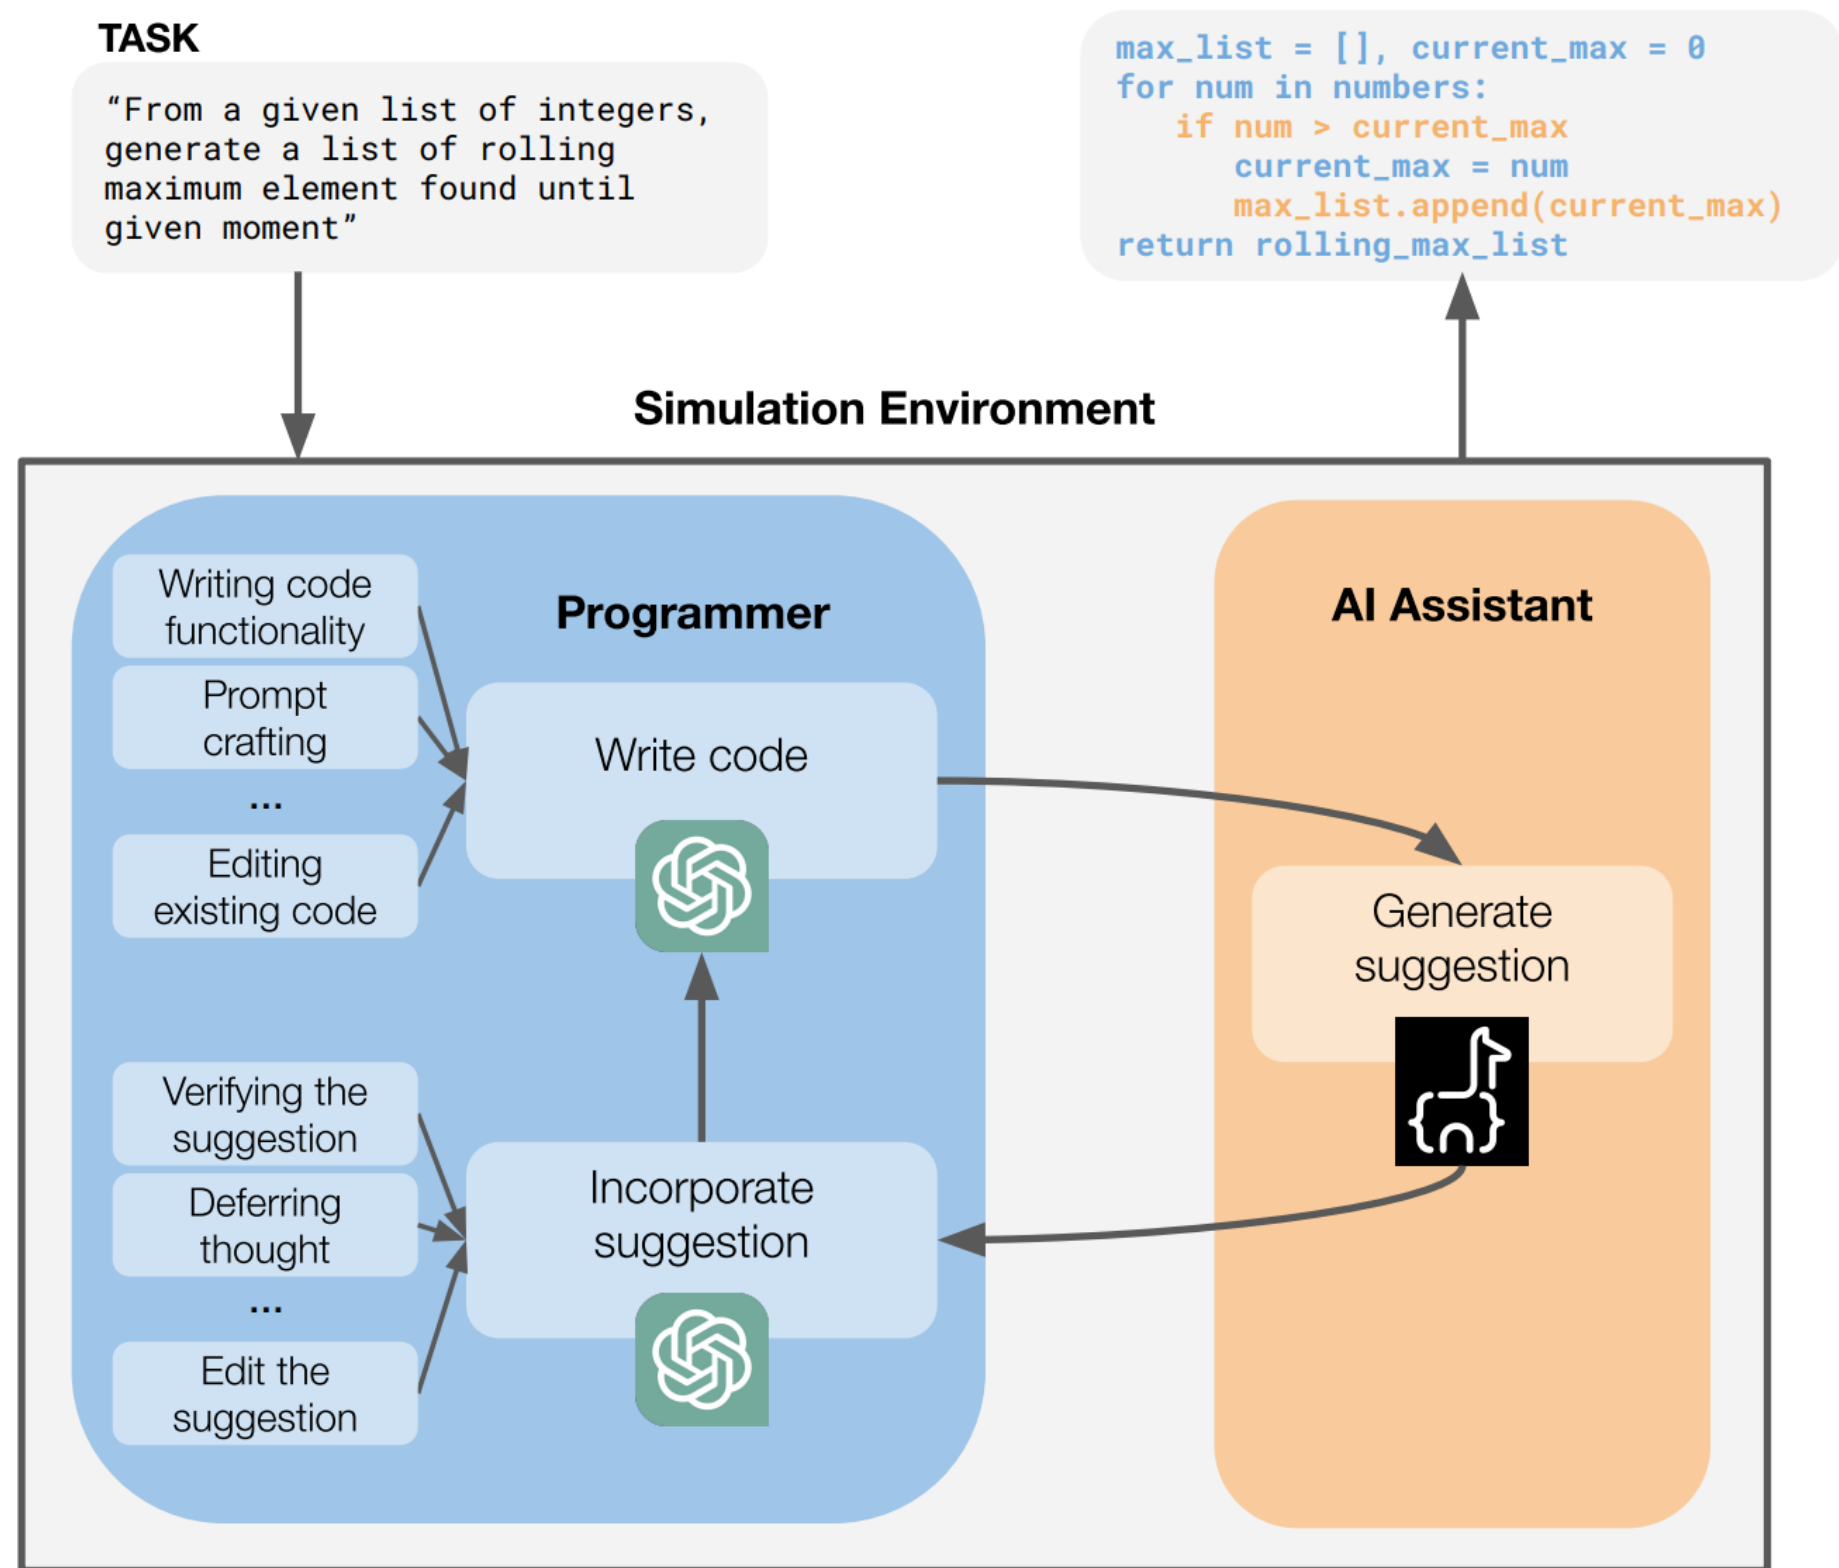 TASK
“From a given list of integers,
generate a list of rolling
maximum element found until
given moment”
max_list = [], current_max = 0
for num in numbers:
if num > current_max
current_max = num
max_list.append(current_max)
return rolling_max_list
Simulation Environment
Programmer
Writing code
functionality
Prompt
crafting
...
Editing
existing code
Write code
Verifying the
suggestion
Deferring
thought
...
Edit the
suggestion
Incorporate
suggestion
AI Assistant
Generate
suggestion